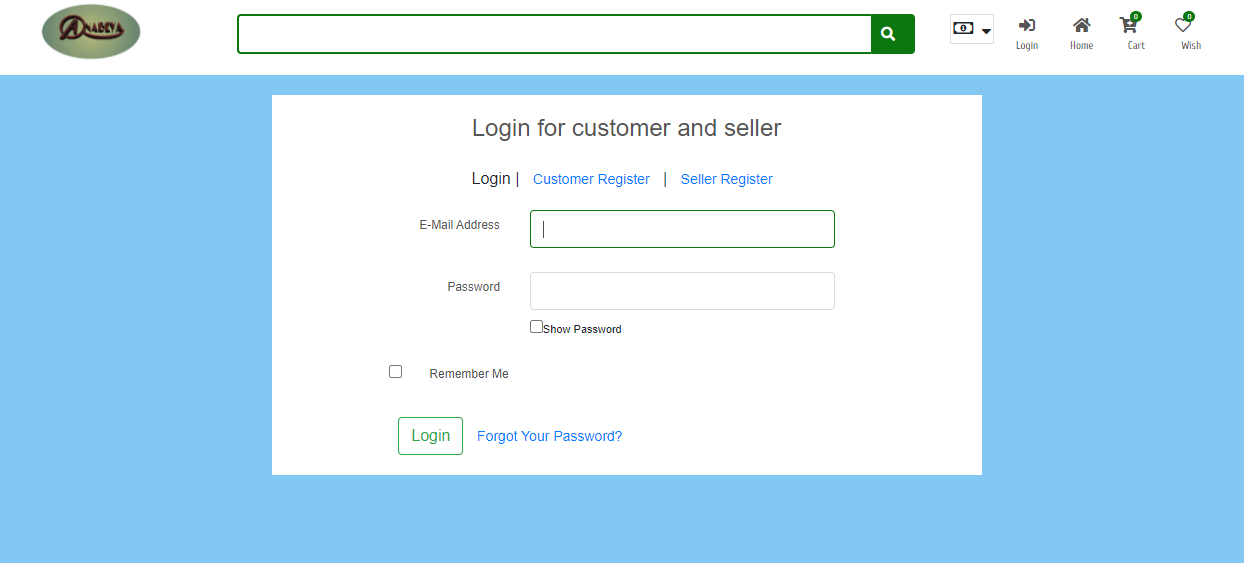 ANABEYA
0
0
Login
Home
Cart
Wish
Login for customer and seller
Login | Customer Register | Seller Register
E-Mail Address
Password
Show Password
Remember Me
Login Forgot Your Password?